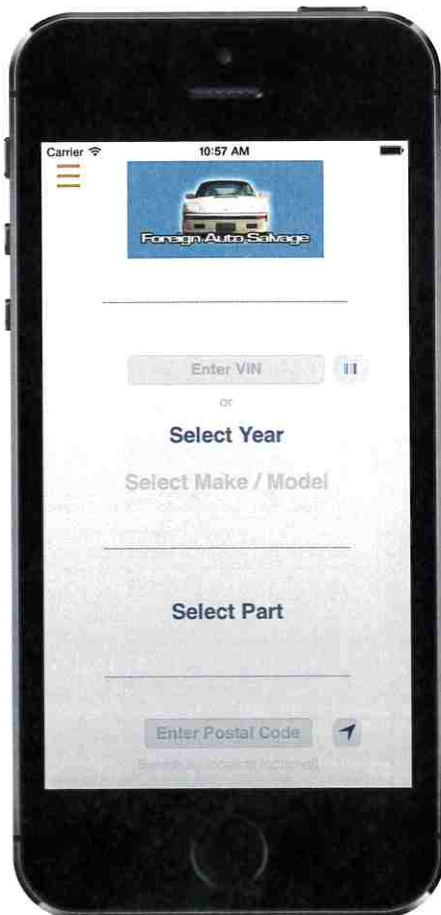 Carrier 10:57 AM
Foreign Auto Salvage
Enter VIN
or
Select Year
Select Make / Model
Select Part
Enter Postal Code